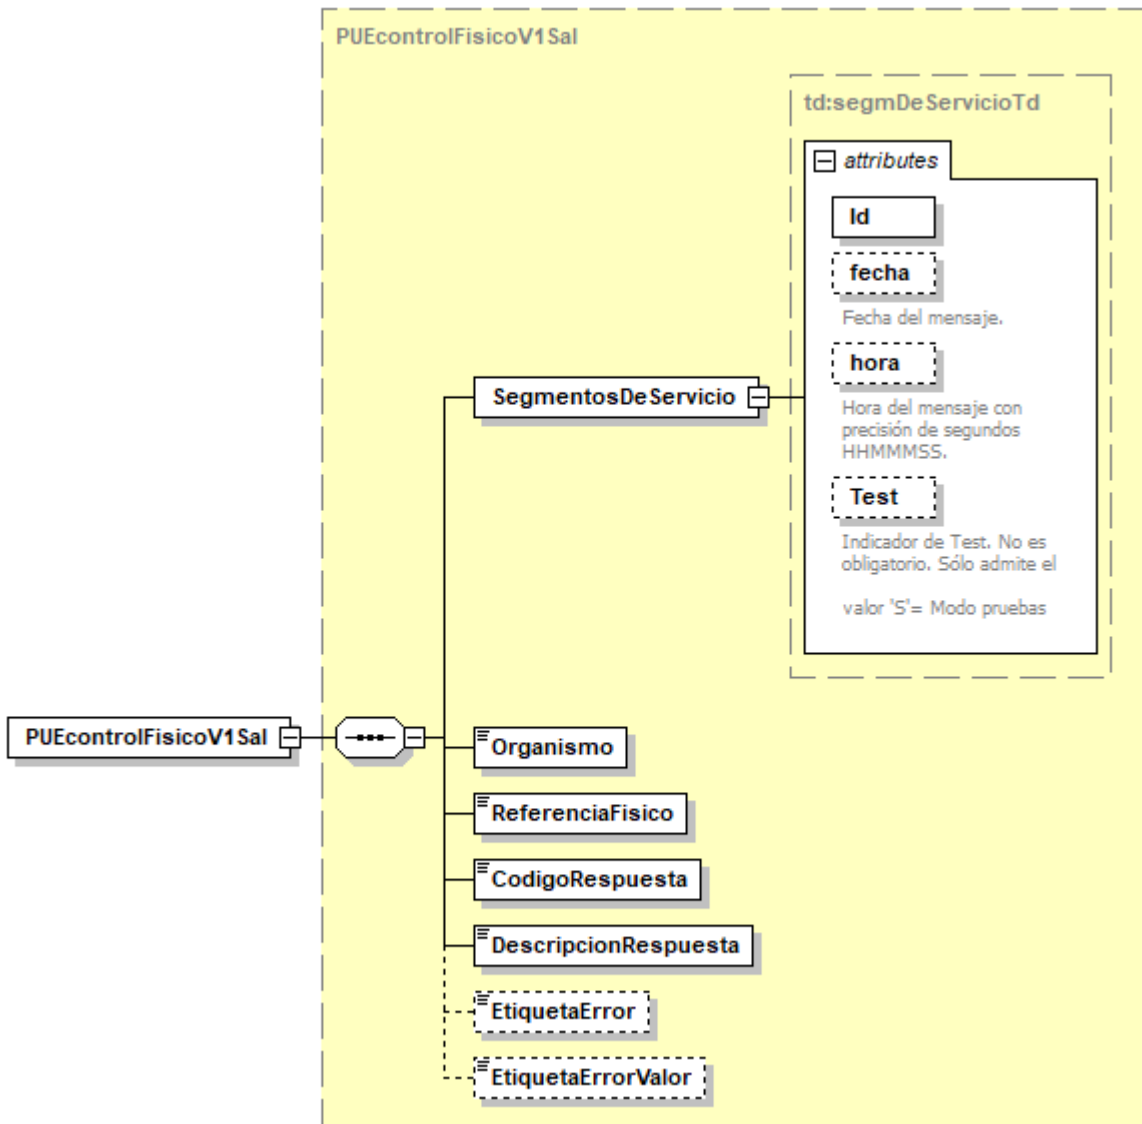 PUEcontrolFisicoV1Sal
td:segmDeServicioTd
attributes
Id
fecha
Fecha del mensaje.
hora
Hora del mensaje con
precisión de segundos
HHMMMSS.
Test
Indicador de Test. No es
obligatorio. Sólo admite el
valor 'S'= Modo pruebas
SegmentosDeServicio
PUEcontrolFisicoV1Sal
Organismo
ReferenciaFisico
CodigoRespuesta
DescripcionRespuesta
EtiquetaError
EtiquetaErrorValor